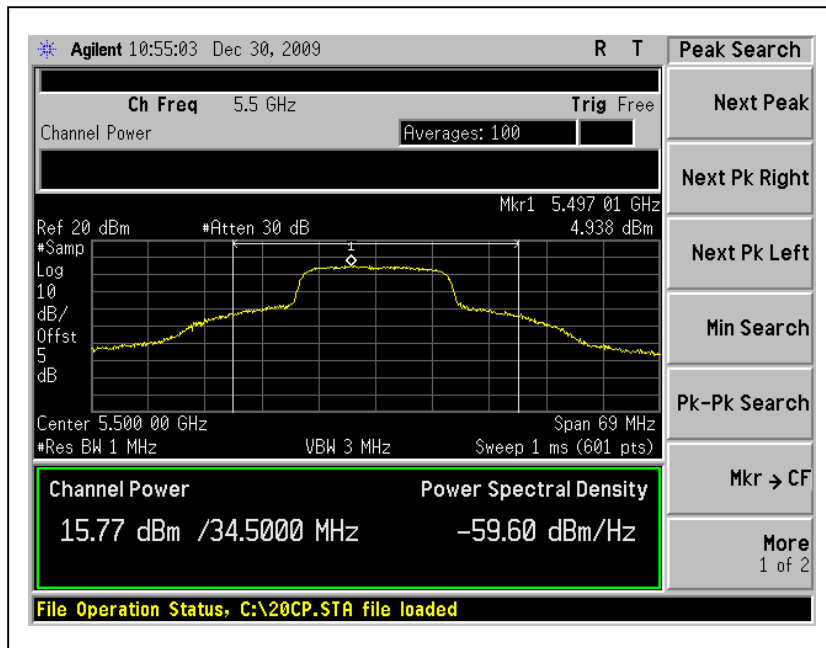 Agilent 10:55:03 Dec 30, 2009 R T
Peak Search
Ch Freq 5.5 GHz Trig Free
Channel Power Averages: 100
Mkr1 5.497 01 GHz
Ref 20 dBm #Atten 30 dB 4.938 dBm
#Samp
Log
10
dB/
Offst
5
dB
1
Center 5.500 00 GHz Span 69 MHz
#Res BW 1 MHz VBW 3 MHz Sweep 1 ms (601 pts)
Channel Power Power Spectral Density
15.77 dBm /34.5000 MHz -59.60 dBm/Hz
File Operation Status, C:\20CP.STA file loaded
Next Peak
Next Pk Right
Next Pk Left
Min Search
Pk-Pk Search
Mkr → CF
More
1 of 2